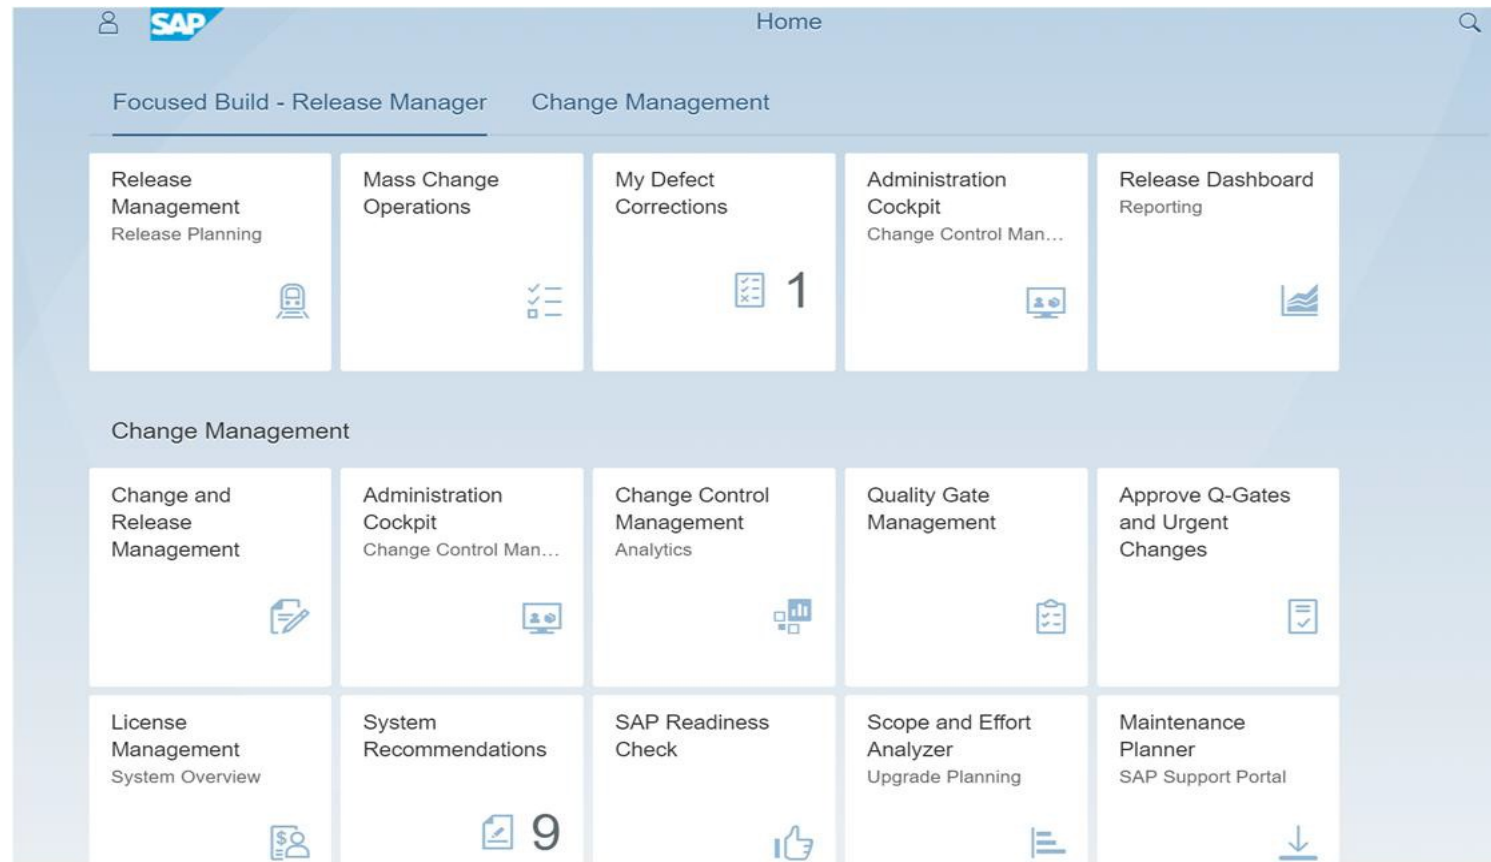 SAP
Home
Focused Build - Release Manager
Change Management
Release
Management
Release Planning
Mass Change
Operations
My Defect
Corrections
1
Administration
Cockpit
Change Control Man...
Release Dashboard
Reporting
Change Management
Change and
Release
Management
Administration
Cockpit
Change Control Man...
Change Control
Management
Analytics
Quality Gate
Management
Approve Q-Gates
and Urgent
Changes
License
Management
System Overview
System
Recommendations
9
SAP Readiness
Check
Scope and Effort
Analyzer
Upgrade Planning
Maintenance
Planner
SAP Support Portal